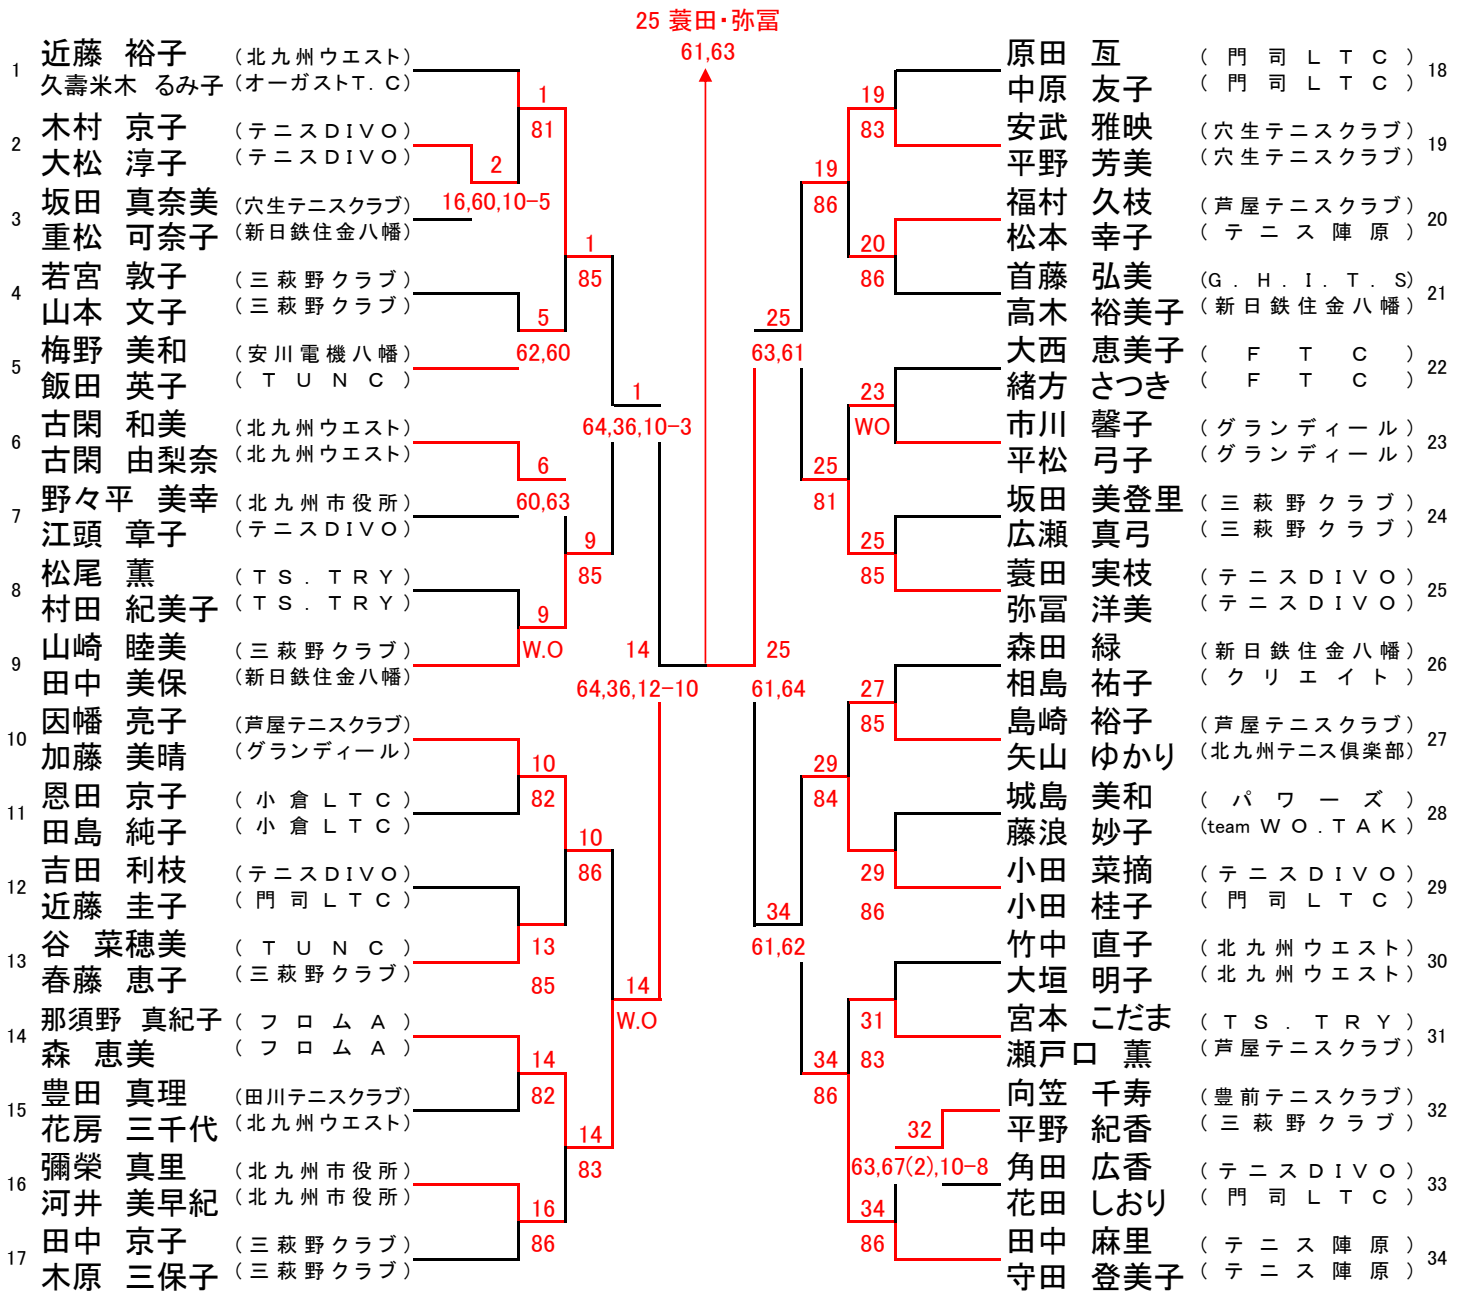 25 蓑田・弥冨
61,63
1
近藤 裕子 (北九州ウエスト)
久壽米木 るみ子 (オーガストT.C)
2
木村 京子 (テニスDIVO)
大松 淳子 (テニスDIVO)
3
坂田 真奈美 (穴生テニスクラブ)
重松 可奈子 (新日鉄住金八幡)
4
若宮 敦子 (三萩野クラブ)
山本 文子 (三萩野クラブ)
5
梅野 美和 (安川電機八幡)
飯田 英子 (TUNC)
6
古閑 和美 (北九州ウエスト)
古閑 由梨奈 (北九州ウエスト)
7
野々平 美幸 (北九州市役所)
江頭 章子 (テニスDIVO)
8
松尾 薫 (TS.TRY)
村田 紀美子 (TS.TRY)
9
山崎 睦美 (三萩野クラブ)
田中 美保 (新日鉄住金八幡)
10
因幡 亮子 (芦屋テニスクラブ)
加藤 美晴 (グランディール)
11
恩田 京子 (小倉LTC)
田島 純子 (小倉LTC)
12
吉田 利枝 (テニスDIVO)
近藤 圭子 (門司LTC)
13
谷 菜穂美 (TUNC)
春藤 恵子 (三萩野クラブ)
14
那須野 真紀子 (フロムA)
森 恵美 (フロムA)
15
豊田 真理 (田川テニスクラブ)
花房 三千代 (北九州ウエスト)
16
彌榮 真里 (北九州市役所)
河井 美早紀 (北九州市役所)
17
田中 京子 (三萩野クラブ)
木原 三保子 (三萩野クラブ)
1
81
2
16,60,10-5
1
85
5
62,60
1
64,36,10-3
6
60,63
9
85
9
W.O
14
64,36,12-10
10
82
10
86
13
85
14
W.O
14
82
14
83
16
86
原田 亙 (門司LTC)
中原 友子 (門司LTC)
18
安武 雅映 (穴生テニスクラブ)
平野 芳美 (穴生テニスクラブ)
19
福村 久枝 (芦屋テニスクラブ)
松本 幸子 (テニス陣原)
20
首藤 弘美 (G.H.I.T.S)
高木 裕美子 (新日鉄住金八幡)
21
大西 恵美子 (FTC)
緒方 さつき (FTC)
22
市川 馨子 (グランディール)
平松 弓子 (グランディール)
23
坂田 美登里 (三萩野クラブ)
広瀬 真弓 (三萩野クラブ)
24
蓑田 実枝 (テニスDIVO)
弥冨 洋美 (テニスDIVO)
25
森田 緑 (新日鉄住金八幡)
相島 祐子 (クリエイト)
26
島崎 裕子 (芦屋テニスクラブ)
矢山 ゆかり (北九州テニス倶楽部)
27
城島 美和 (パワーズ)
藤浪 妙子 (team WO.TAK)
28
小田 菜摘 (テニスDIVO)
小田 桂子 (門司LTC)
29
竹中 直子 (北九州ウエスト)
大垣 明子 (北九州ウエスト)
30
宮本 こだま (TS.TRY)
瀬戸口 薫 (芦屋テニスクラブ)
31
向笠 千寿 (豊前テニスクラブ)
平野 紀香 (三萩野クラブ)
32
角田 広香 (テニスDIVO)
花田 しおり (門司LTC)
33
田中 麻里 (テニス陣原)
守田 登美子 (テニス陣原)
34
19
83
19
86
20
86
25
63,61
23
WO
25
81
25
85
25
61,64
27
85
29
84
29
86
34
61,62
31
83
34
86
32
63,67(2),10-8
34
86